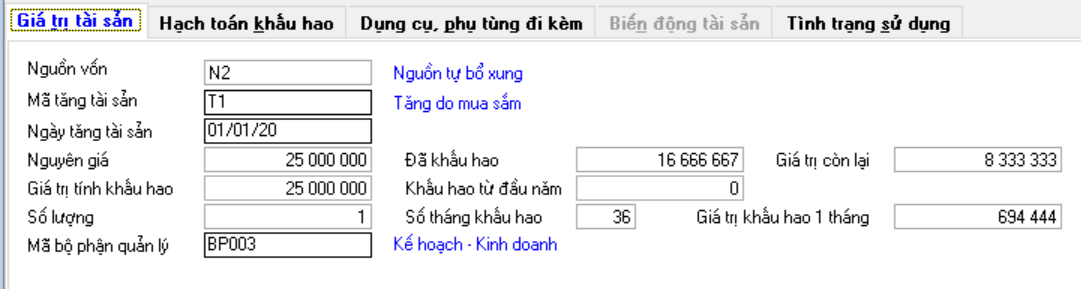 Giá trị tài sản Hạch toán khấu hao Dụng cụ, phụ tùng đi kèm Biến động tài sản Tình trạng sử dụng
Nguồn vốn N2 Nguồn tự bổ xung
Mã tăng tài sản T1 Tăng do mua sắm
Ngày tăng tài sản 01/01/20
Nguyên giá 25 000 000 Đã khấu hao 16 666 667 Giá trị còn lại 8 333 333
Giá trị tính khấu hao 25 000 000 Khấu hao từ đầu năm 0
Số lượng 1 Số tháng khấu hao 36 Giá trị khấu hao 1 tháng 694 444
Mã bộ phận quản lý BP003 Kế hoạch - Kinh doanh